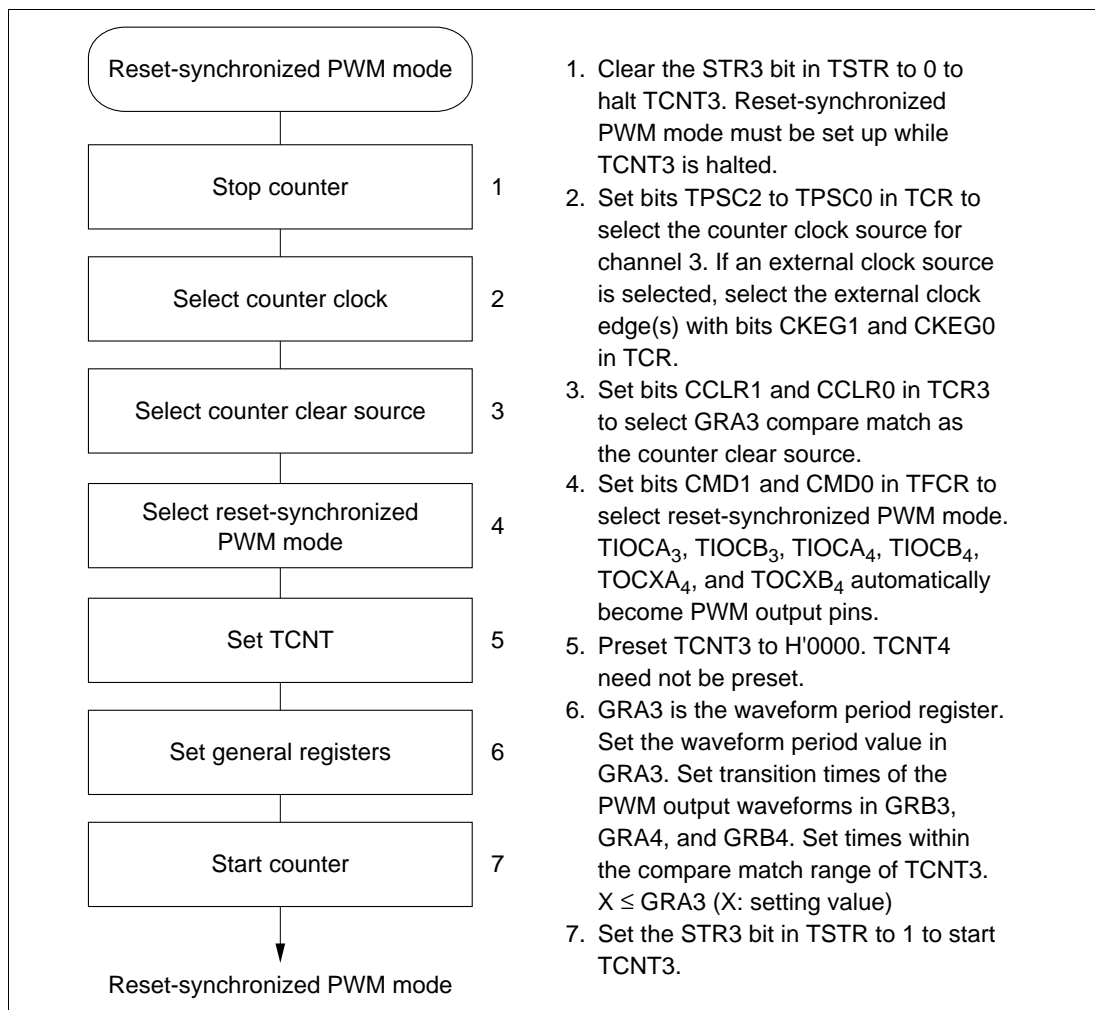 Reset-synchronized PWM mode
Stop counter 1
Select counter clock 2
Select counter clear source 3
Select reset-synchronized
PWM mode 4
Set TCNT 5
Set general registers 6
Start counter 7
Reset-synchronized PWM mode
1. Clear the STR3 bit in TSTR to 0 to
halt TCNT3. Reset-synchronized
PWM mode must be set up while
TCNT3 is halted.
2. Set bits TPSC2 to TPSC0 in TCR to
select the counter clock source for
channel 3. If an external clock source
is selected, select the external clock
edge(s) with bits CKEG1 and CKEG0
in TCR.
3. Set bits CCLR1 and CCLR0 in TCR3
to select GRA3 compare match as
the counter clear source.
4. Set bits CMD1 and CMD0 in TFCR to
select reset-synchronized PWM mode.
TIOCA3, TIOCB3, TIOCA4, TIOCB4,
TOCXA4, and TOCXB4 automatically
become PWM output pins.
5. Preset TCNT3 to H'0000. TCNT4
need not be preset.
6. GRA3 is the waveform period register.
Set the waveform period value in
GRA3. Set transition times of the
PWM output waveforms in GRB3,
GRA4, and GRB4. Set times within
the compare match range of TCNT3.
X ≤ GRA3 (X: setting value)
7. Set the STR3 bit in TSTR to 1 to start
TCNT3.